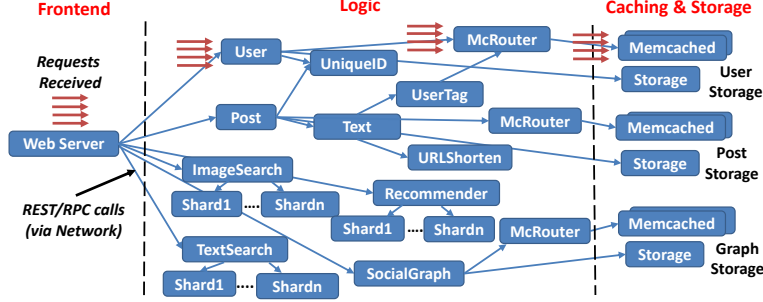 Frontend
Logic
Caching & Storage
Requests
Received
User
McRouter
Memcached
UniqueID
Storage
User
Storage
UserTag
Web Server
Post
Text
McRouter
Memcached
URLShorten
Storage
Post
Storage
ImageSearch
Recommender
Shard1
....
Shardn
Shard1
....
Shardn
REST/RPC calls
(via Network)
McRouter
Memcached
TextSearch
Storage
Graph
Storage
Shard1
....
Shardn
SocialGraph